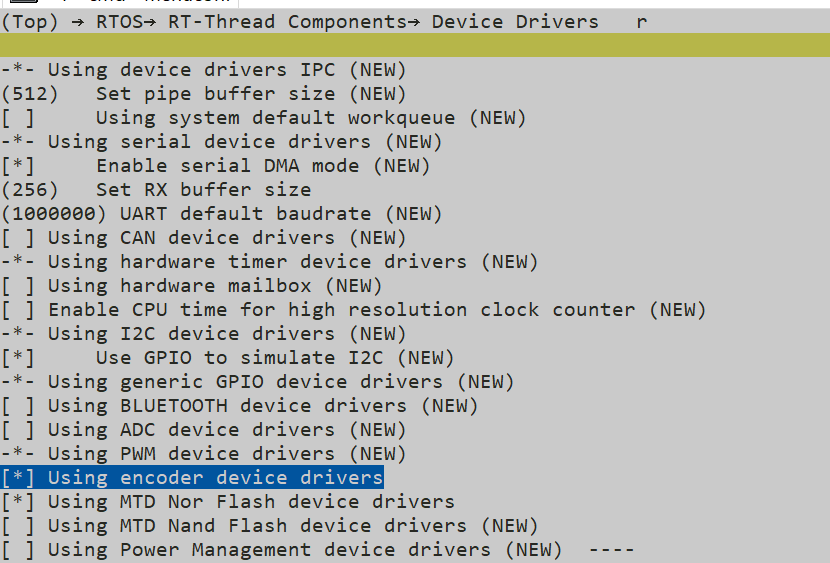 (Top) → RTOS→ RT-Thread Components→ Device Drivers   r
-*- Using device drivers IPC (NEW)
(512)   Set pipe buffer size (NEW)
[ ]     Using system default workqueue (NEW)
-*- Using serial device drivers (NEW)
[*]     Enable serial DMA mode (NEW)
(256)   Set RX buffer size
(1000000) UART default baudrate (NEW)
[ ] Using CAN device drivers (NEW)
-*- Using hardware timer device drivers (NEW)
[ ] Using hardware mailbox (NEW)
[ ] Enable CPU time for high resolution clock counter (NEW)
-*- Using I2C device drivers (NEW)
[*]     Use GPIO to simulate I2C (NEW)
-*- Using generic GPIO device drivers (NEW)
[ ] Using BLUETOOTH device drivers (NEW)
[ ] Using ADC device drivers (NEW)
-*- Using PWM device drivers (NEW)
[*] Using encoder device drivers
[*] Using MTD Nor Flash device drivers
[ ] Using MTD Nand Flash device drivers (NEW)
[ ] Using Power Management device drivers (NEW)  ----